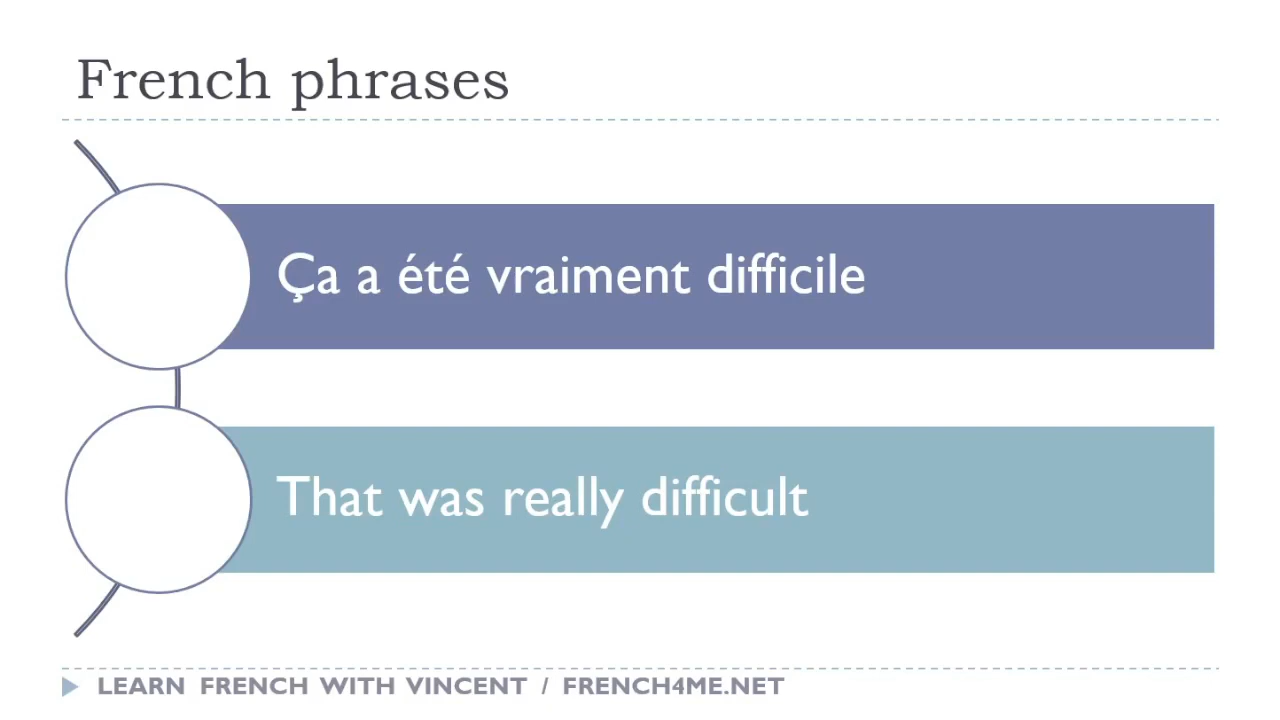 French phrases
Ça a été vraiment difficile
That was really difficult
LEARN FRENCH WITH VINCENT / FRENCH4ME.NET